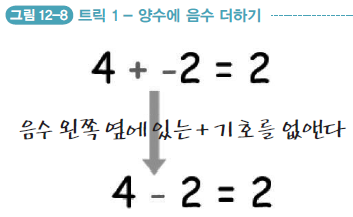 그림 12-8 트릭 1 - 양수에 음수 더하기
4 + -2 = 2
음수 왼쪽 옆에 있는 + 기호를 없앤다
4 - 2 = 2